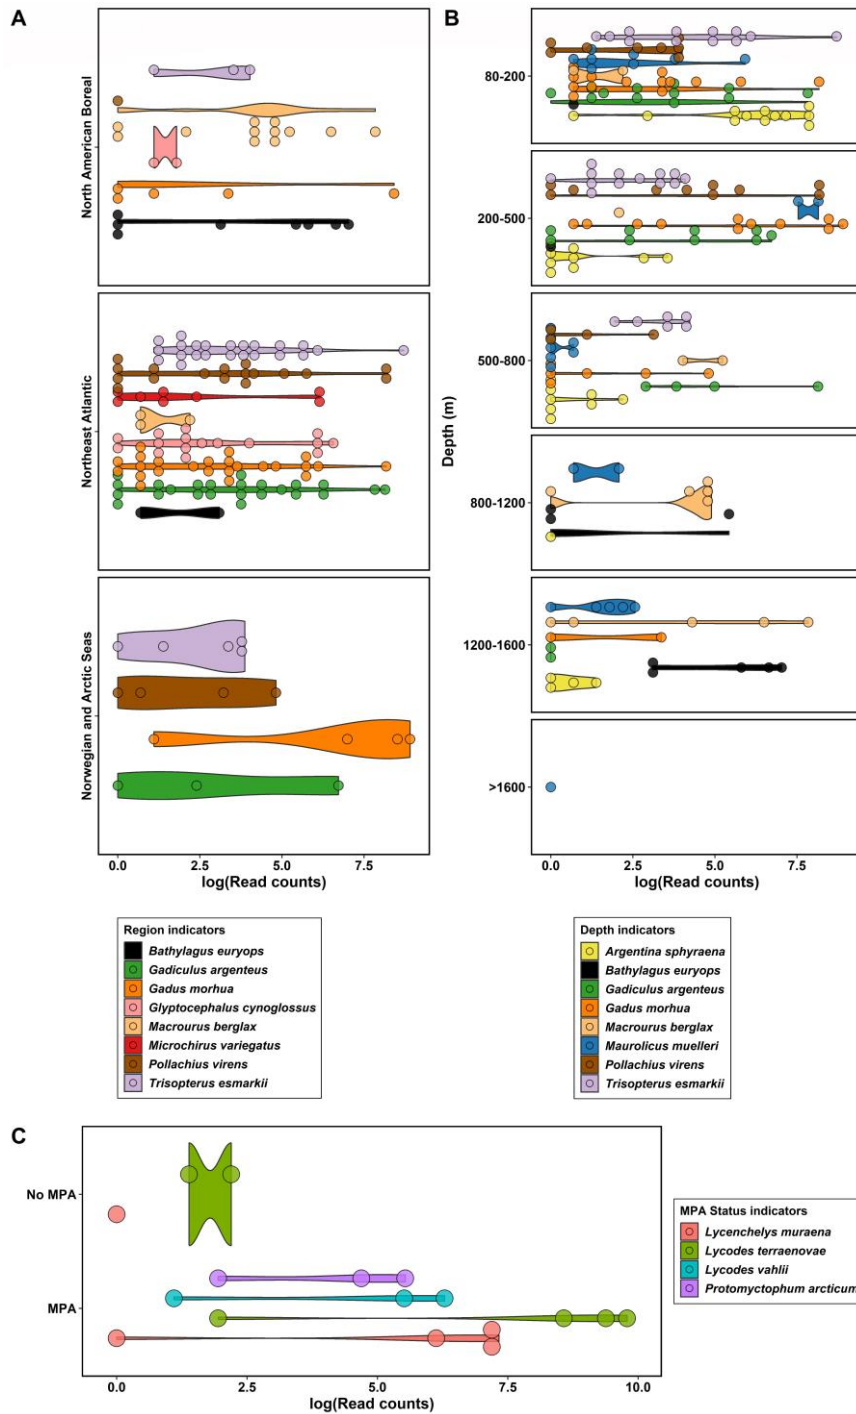 A
North American Boreal
Northeast Atlantic
Norwegian and Arctic Seas
0.0 2.5 5.0 7.5
log(Read counts)
B
Depth (m)
80-200
200-500
500-800
800-1200
1200-1600
>1600
0.0 2.5 5.0 7.5
log(Read counts)
Region indicators
Bathylagus euryops
Gadiculus argenteus
Gadus morhua
Glyptocephalus cynoglossus
Macrourus berglax
Microchirus variegatus
Pollachius virens
Trisopterus esmarkii
Depth indicators
Argentina sphyraena
Bathylagus euryops
Gadiculus argenteus
Gadus morhua
Macrourus berglax
Maurolicus muelleri
Pollachius virens
Trisopterus esmarkii
C
No MPA
MPA
0.0 2.5 5.0 7.5 10.0
log(Read counts)
MPA Status indicators
Lycenchelys muraena
Lycodes terraenovae
Lycodes vahlii
Protomyctophum arcticum